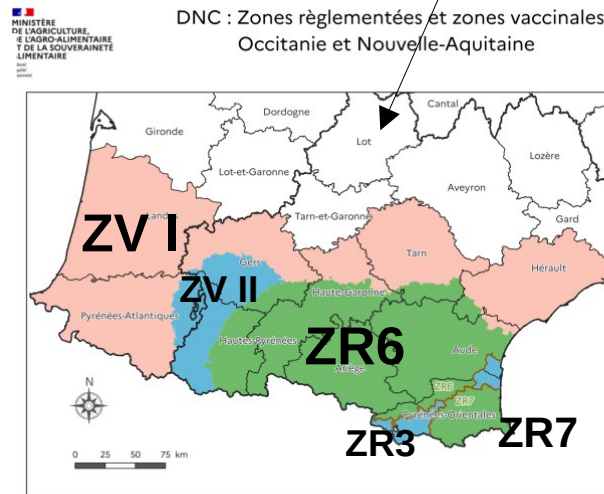 MINISTÈRE
DE L'AGRICULTURE,
DE L'AGRO-ALIMENTAIRE
T DE LA SOUVERAINETÉ
LIMENTAIRE
DNC : Zones règlementées et zones vaccinales
Occitanie et Nouvelle-Aquitaine
Dordogne
Cantal
Gironde
Lot
Lozère
Lot-et-Garonne
Aveyron
Landes
Tarn-et-Garonne
Gard
ZV I
Tarn
Gers
Hérault
ZV II
Haute-Garonne
Pyrénées-Atlantiques
Hautes-Pyrénées
ZR6
Aude
Ariège
N
ZR6
ZR7
Pyrénées-Orientales
ZR3
ZR7
0 25 50 75 km